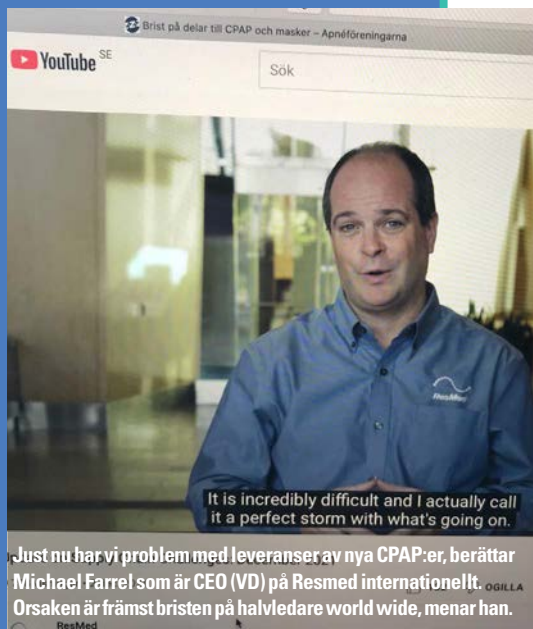 Brist på delar till CPAP och masker – Apnéföreningarna
YouTube SE
Sök
ResMed
It is incredibly difficult and I actually call
it a perfect storm with what's going on.
2021
Just nu har vi problem med leveranser av nya CPAP:er, berättar
Michael Farrel som är CEO (VD) på Resmed internationellt.
OGILLA
Orsaken är främst bristen på halvledare world wide, menar han.
ResMed